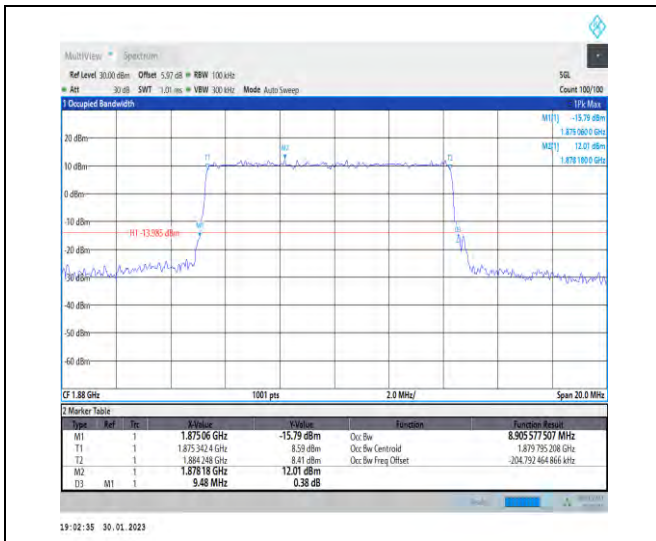 MultiView Spectrum
Ref Level 30.00 dBm Offset 5.97 dB RBW 100 kHz SGL
Att 30 dB SWT 1.01 ms VBW 300 kHz Mode Auto Sweep Count 100/100
1 Occupied Bandwidth 1Pk Max
M1[1] -15.79 dBm
1.875 060 0 GHz
20 dBm M2[1] 12.01 dBm
1.878 180 0 GHz
M2
T1 T2
10 dBm
0 dBm
-10 dBm
M1
H1 -13.985 dBm
-20 dBm
-30 dBm
-40 dBm
-50 dBm
-60 dBm
CF 1.88 GHz 1001 pts 2.0 MHz/ Span 20.0 MHz
2 Marker Table
Type Ref Trc X-Value Y-Value Function Function Result
M1 1 1.875 06 GHz -15.79 dBm Occ Bw 8.905 577 507 MHz
T1 1 1.875 342 4 GHz 8.59 dBm Occ Bw Centroid 1.879 795 208 GHz
T2 1 1.884 248 GHz 8.41 dBm Occ Bw Freq Offset -204.792 464 866 kHz
M2 1 1.878 18 GHz 12.01 dBm
D3 M1 1 9.48 MHz 0.38 dB
19:02:35 30.01.2023